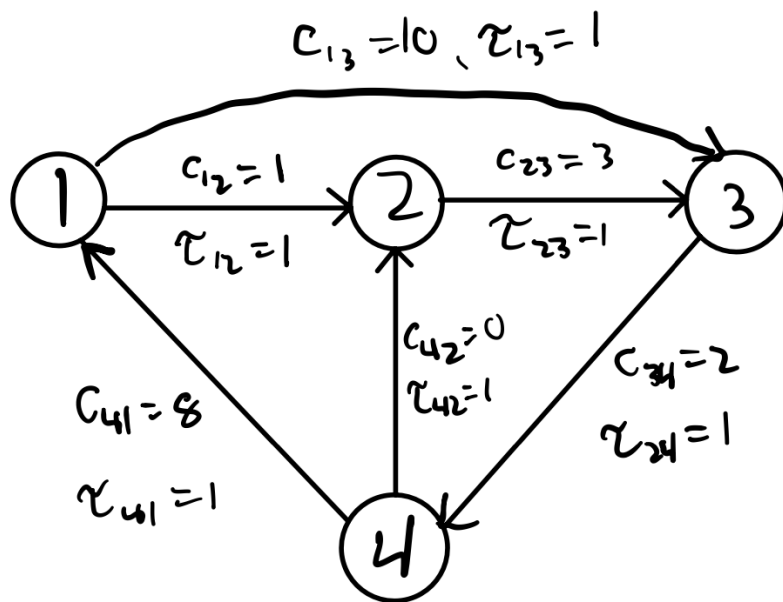 C₁₃=10、τ₁₃=1
1
C₁₂=1
τ₁₂=1
2
C₂₃=3
τ₂₃=1
3
C₄₂=0
τ₄₂=1
C₃₄=2
τ₂₄=1
C₄₁=8
τ₄₁=1
4